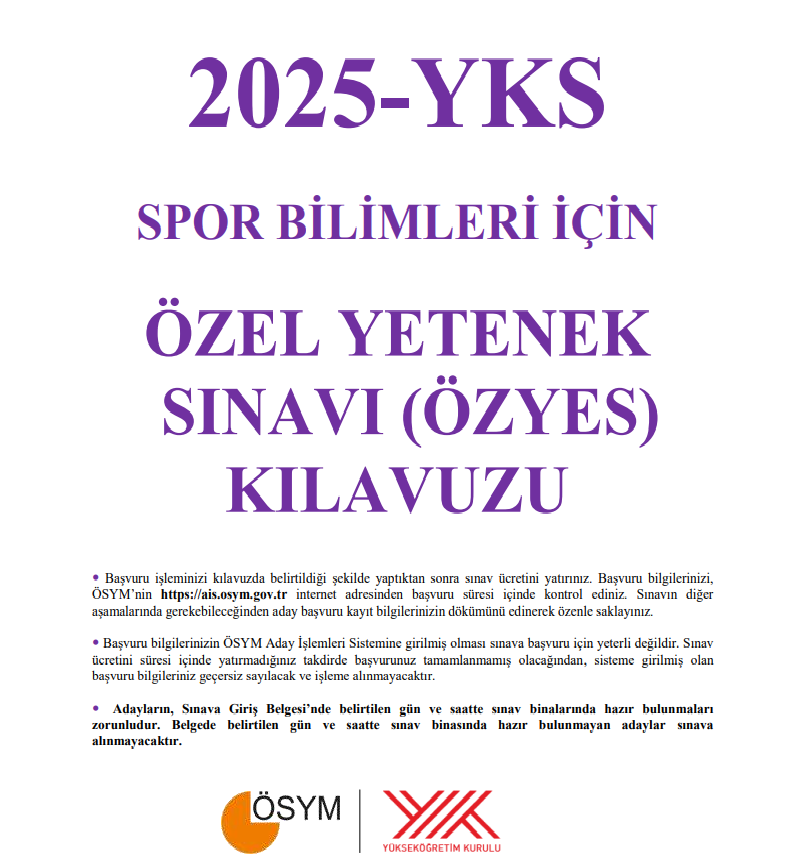 2025-YKS
SPOR BİLİMLERİ İÇİN
ÖZEL YETENEK
SINAVI (ÖZYES)
KILAVUZU
• Başvuru işleminizi kılavuzda belirtildiği şekilde yaptıktan sonra sınav ücretini yatırınız. Başvuru bilgilerinizi,
ÖSYM’nin https://ais.osym.gov.tr internet adresinden başvuru süresi içinde kontrol ediniz. Sınavın diğer
aşamalarında gerekebileceğinden aday başvuru kayıt bilgilerinizin dökümünü edinerek özenle saklayınız.
• Başvuru bilgilerinizin ÖSYM Aday İşlemleri Sistemine girilmiş olması sınava başvuru için yeterli değildir. Sınav
ücretini süresi içinde yatırmadığınız takdirde başvurunuz tamamlanmamış olacağından, sisteme girilmiş olan
başvuru bilgileriniz geçersiz sayılacak ve işleme alınmayacaktır.
• Adayların, Sınava Giriş Belgesi’nde belirtilen gün ve saatte sınav binalarında hazır bulunmaları
zorunludur. Belgede belirtilen gün ve saatte sınav binasında hazır bulunmayan adaylar sınava
alınmayacaktır.
ÖSYM
YÜKSEKÖĞRETİM KURULU